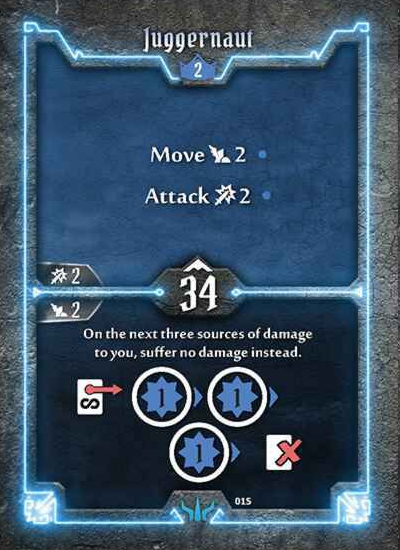 Juggernaut
2
Move 2
Attack 2
2
34
2
On the next three sources of damage
to you, suffer no damage instead.
1 1
1
015